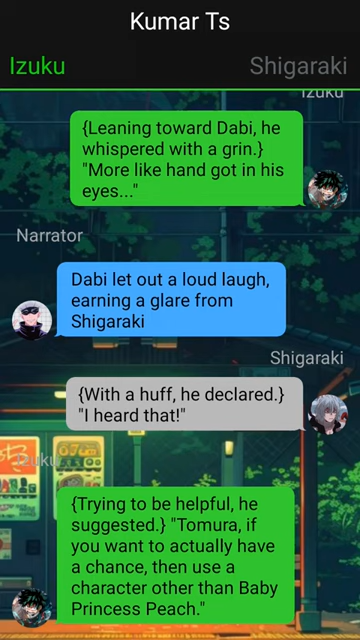 Kumar Ts
Izuku
Shigaraki
Izuku
{Leaning toward Dabi, he
whispered with a grin.}
"More like hand got in his
eyes..."
Narrator
Dabi let out a loud laugh,
earning a glare from
Shigaraki
Shigaraki
{With a huff, he declared.}
"I heard that!"
Izuku
{Trying to be helpful, he
suggested.} "Tomura, if
you want to actually have
a chance, then use a
character other than Baby
Princess Peach."